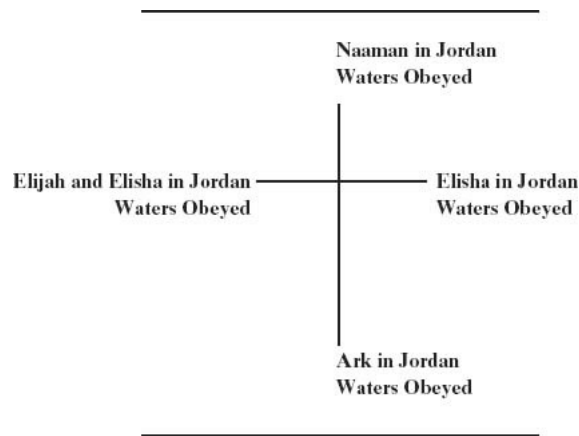 Naaman in Jordan
Waters Obeyed
Elijah and Elisha in Jordan
Waters Obeyed
Elisha in Jordan
Waters Obeyed
Ark in Jordan
Waters Obeyed